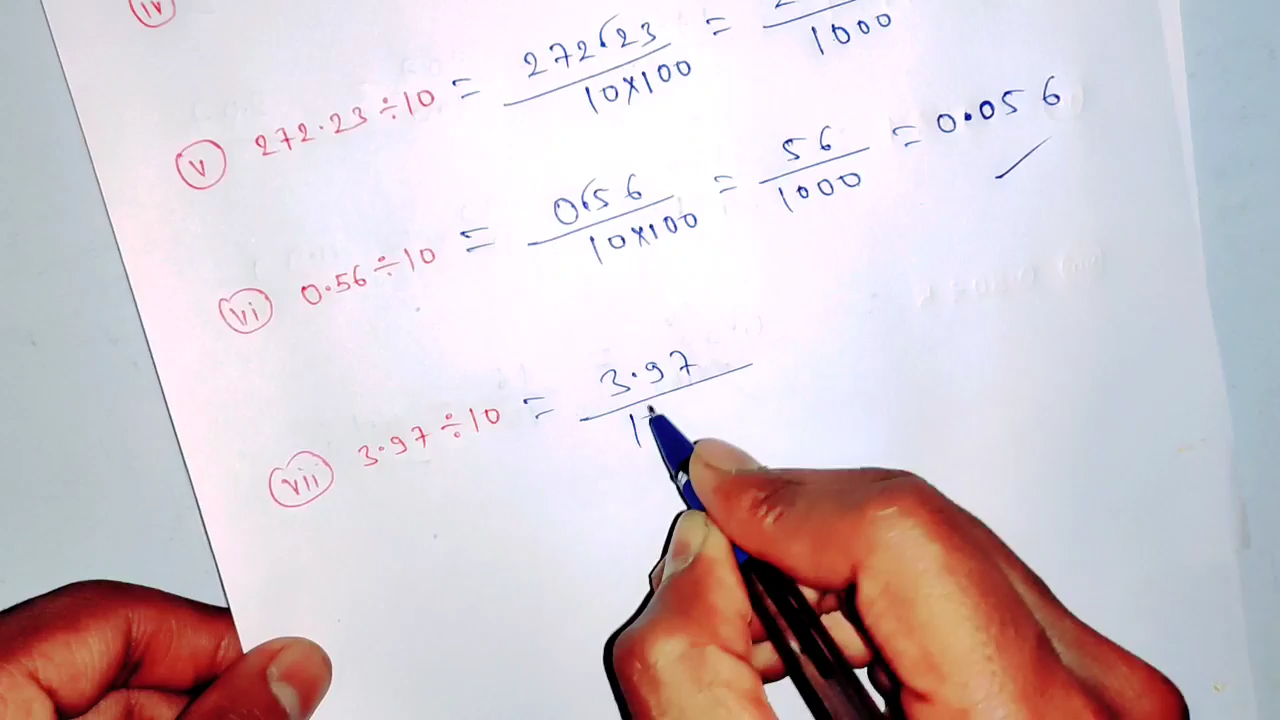 iv
v 272.23÷10 = 272.23/10×100 = /1000
vi 0.56÷10 = 0.56/10×100 = 56/1000 = 0.056 ✓
vii 3.97÷10 = 3.97/1